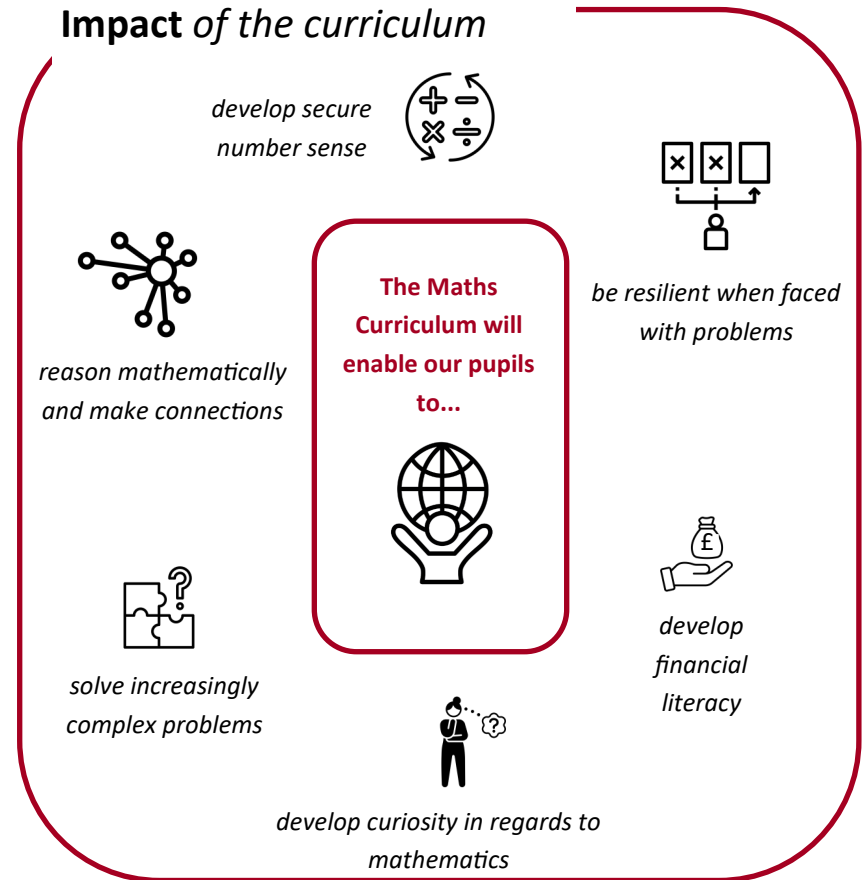 Impact of the curriculum
develop secure
number sense
be resilient when faced
with problems
The Maths
Curriculum will
enable our pupils
to...
reason mathematically
and make connections
£
develop
financial
literacy
?
solve increasingly
complex problems
?
develop curiosity in regards to
mathematics